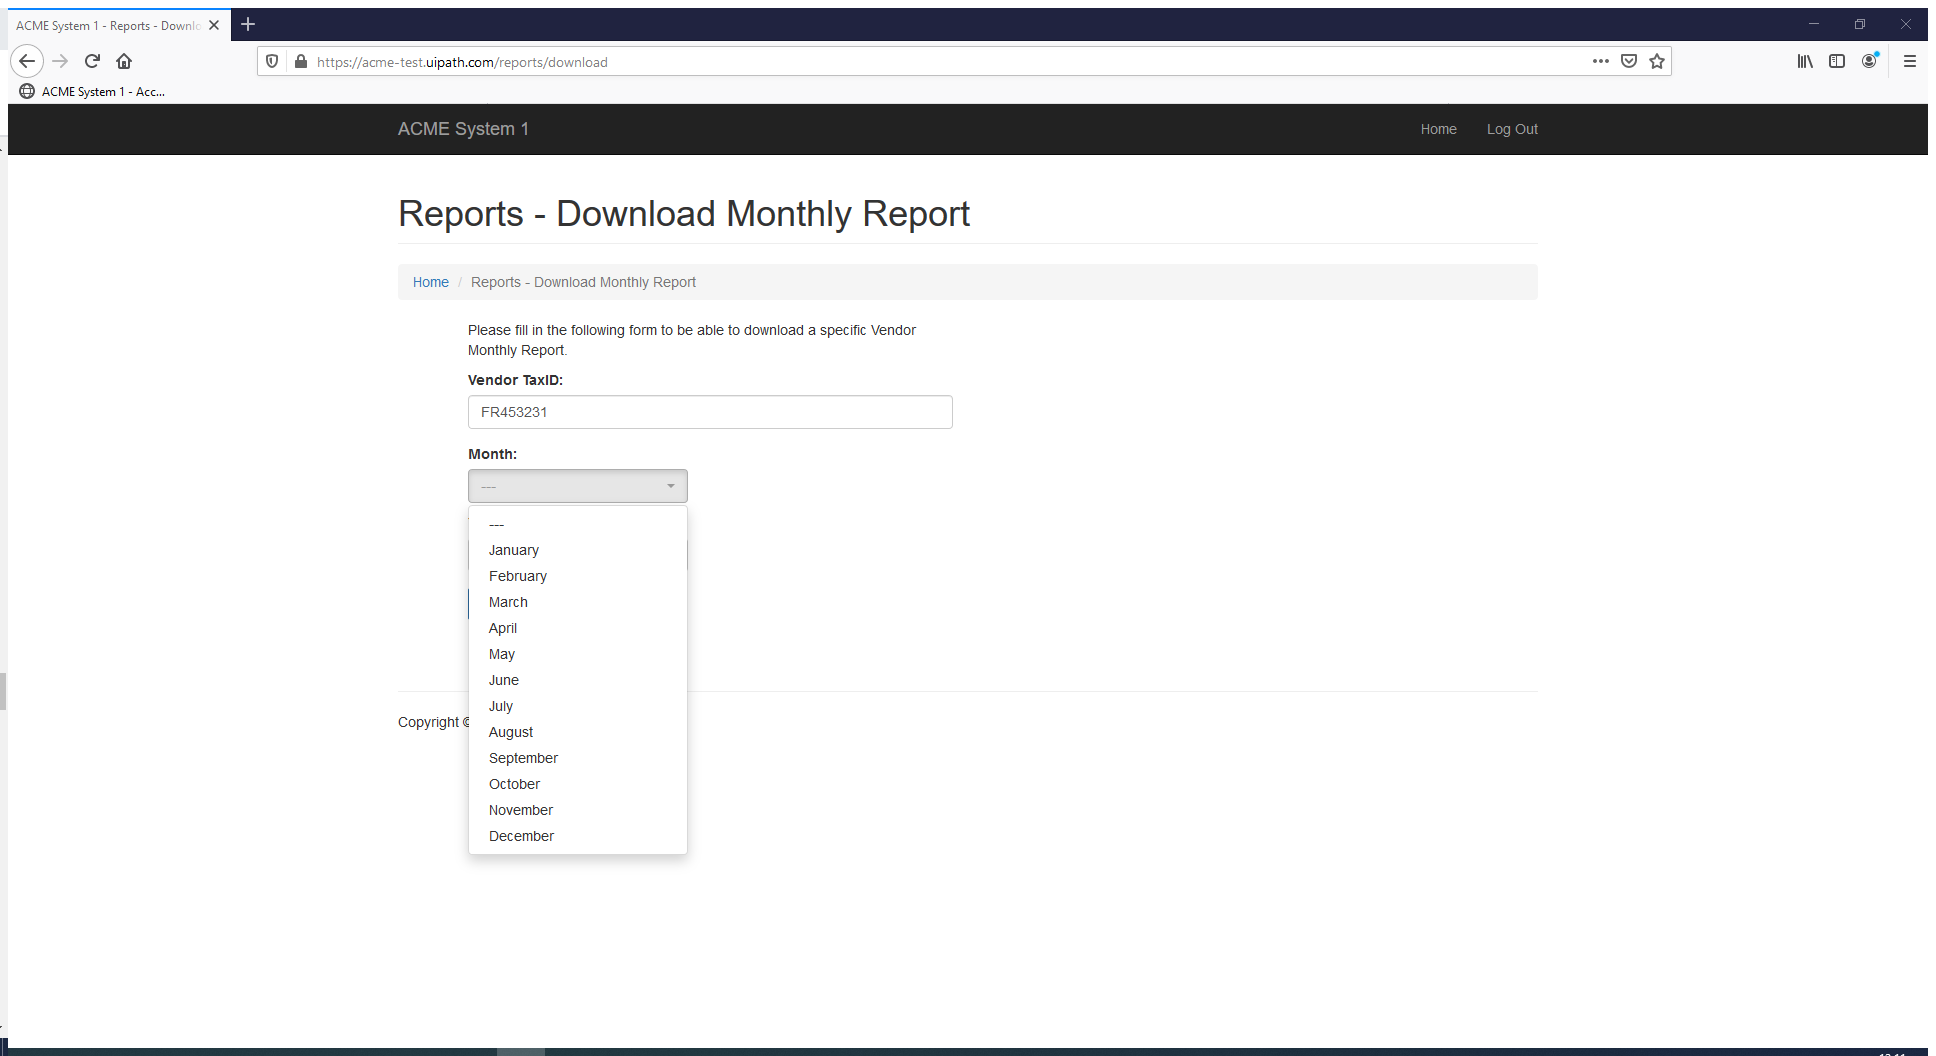 ACME System 1 - Reports - Downlo
https://acme-test.uipath.com/reports/download
ACME System 1 - Acc...
ACME System 1
Home
Log Out
Reports - Download Monthly Report
Home / Reports - Download Monthly Report
Please fill in the following form to be able to download a specific Vendor
Monthly Report.
Vendor TaxID:
FR453231
Month:
---
---
January
February
March
April
May
June
July
August
September
October
November
December
Copyright ©